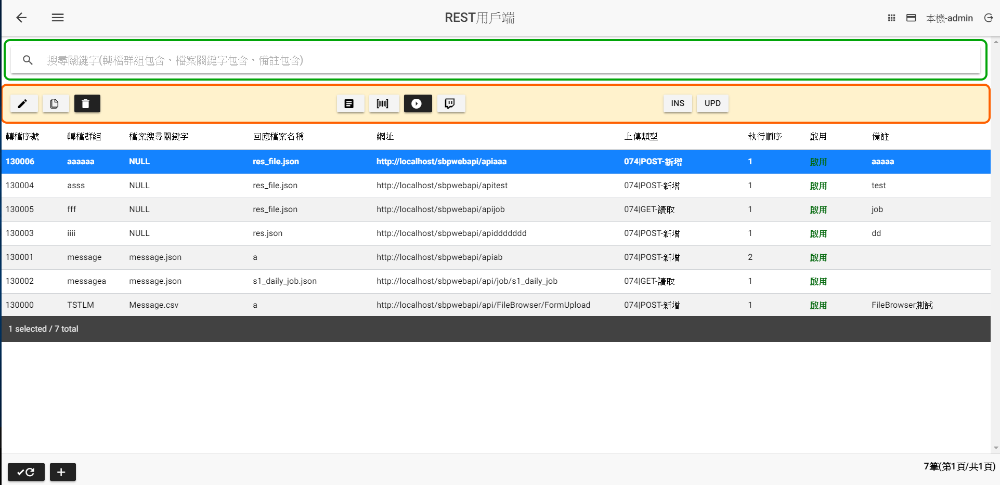 REST用戶端
本機-admin
搜尋關鍵字(轉檔群組包含、檔案關鍵字包含、備註包含)
INS UPD
轉檔序號 轉檔群組 檔案搜尋關鍵字 回應檔案名稱 網址 上傳類型 執行順序 啟用 備註
130006 aaaaaa NULL res_file.json http://localhost/sbpwebapi/apiaaa 074|POST-新增 1 啟用 aaaaa
130004 asss NULL res_file.json http://localhost/sbpwebapi/apitest 074|POST-新增 1 啟用 test
130005 fff NULL res_file.json http://localhost/sbpwebapi/apijob 074|GET-讀取 1 啟用 job
130003 iiii NULL res.json http://localhost/sbpwebapi/apiddddddd 074|POST-新增 1 啟用 dd
130001 message message.json a http://localhost/sbpwebapi/apiab 074|POST-新增 2 啟用
130002 messagea message.json s1_daily_job.json http://localhost/sbpwebapi/api/job/s1_daily_job 074|GET-讀取 1 啟用
130000 TSTLM Message.csv a http://localhost/sbpwebapi/api/FileBrowser/FormUpload 074|POST-新增 1 啟用 FileBrowser測試
1 selected / 7 total
7筆(第1頁/共1頁)